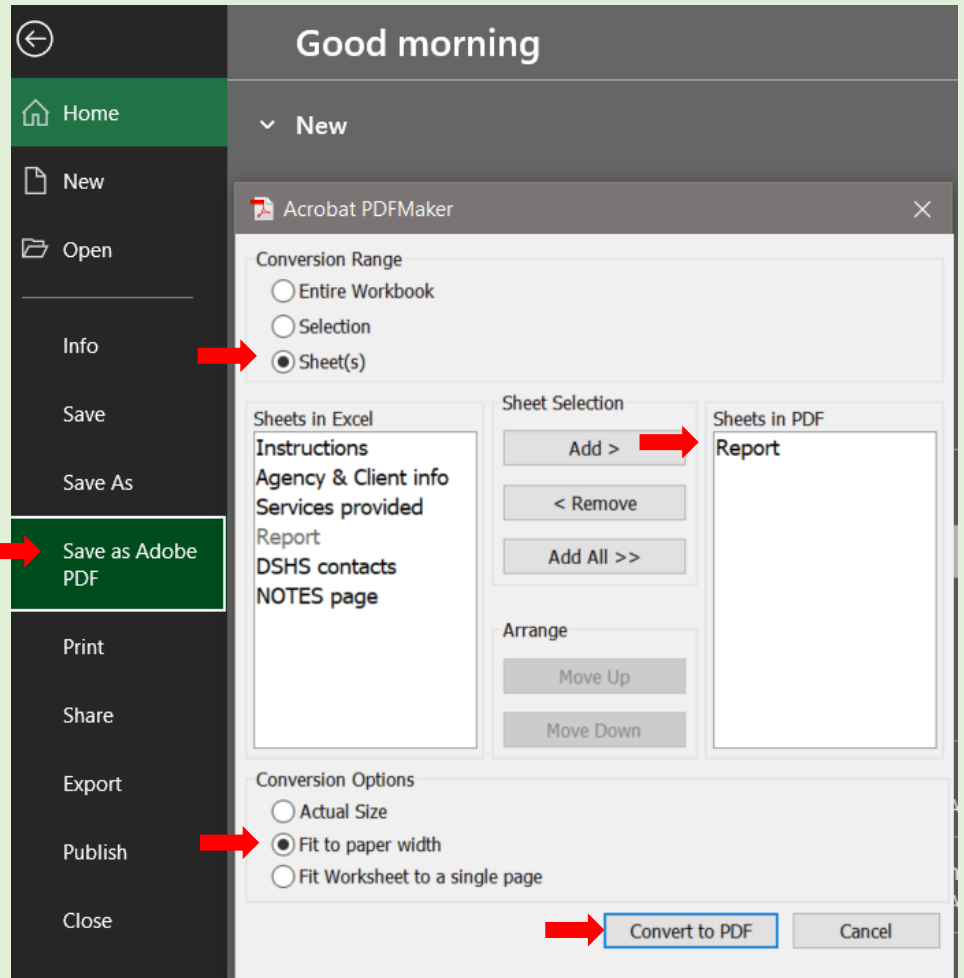 Good morning
Home
New
New
Open
Info
Save
Save As
Save as Adobe
PDF
Print
Share
Export
Publish
Close
Acrobat PDFMaker
Conversion Range
Entire Workbook
Selection
Sheet(s)
Sheets in Excel
Instructions
Agency & Client info
Services provided
Report
DSHS contacts
NOTES page
Sheet Selection
Add >
< Remove
Add All >>
Arrange
Move Up
Move Down
Sheets in PDF
Report
Conversion Options
Actual Size
Fit to paper width
Fit Worksheet to a single page
Convert to PDF
Cancel